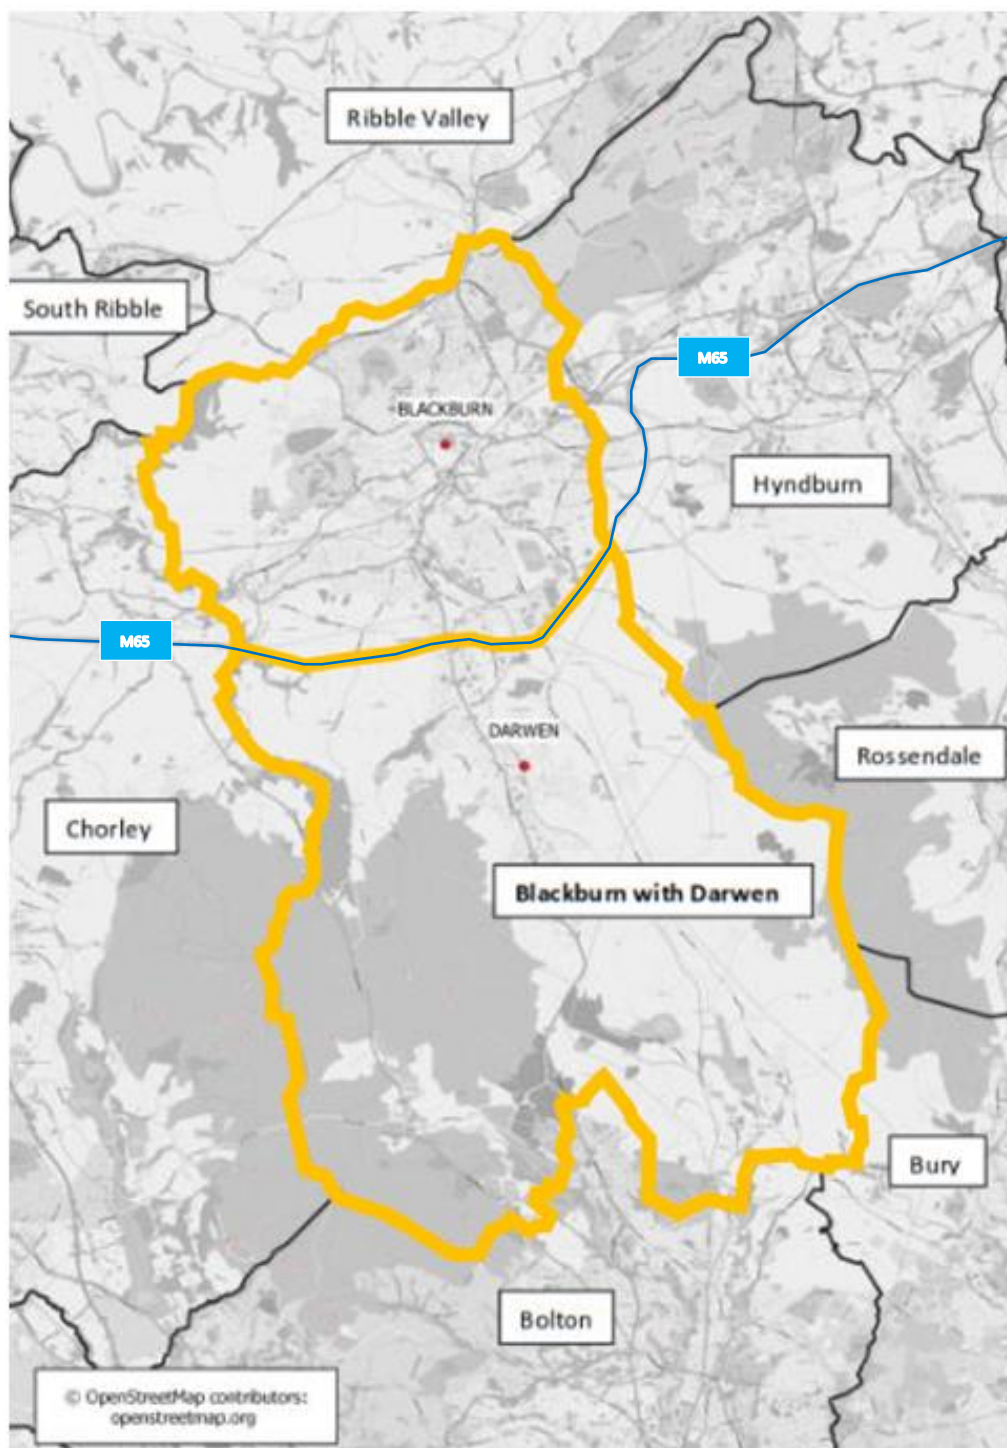 Ribble Valley
South Ribble
M65
BLACKBURN
Hyndburn
M65
DARWEN
Rossendale
Chorley
Blackburn with Darwen
Bury
Bolton
© OpenStreetMap contributors:
openstreetmap.org